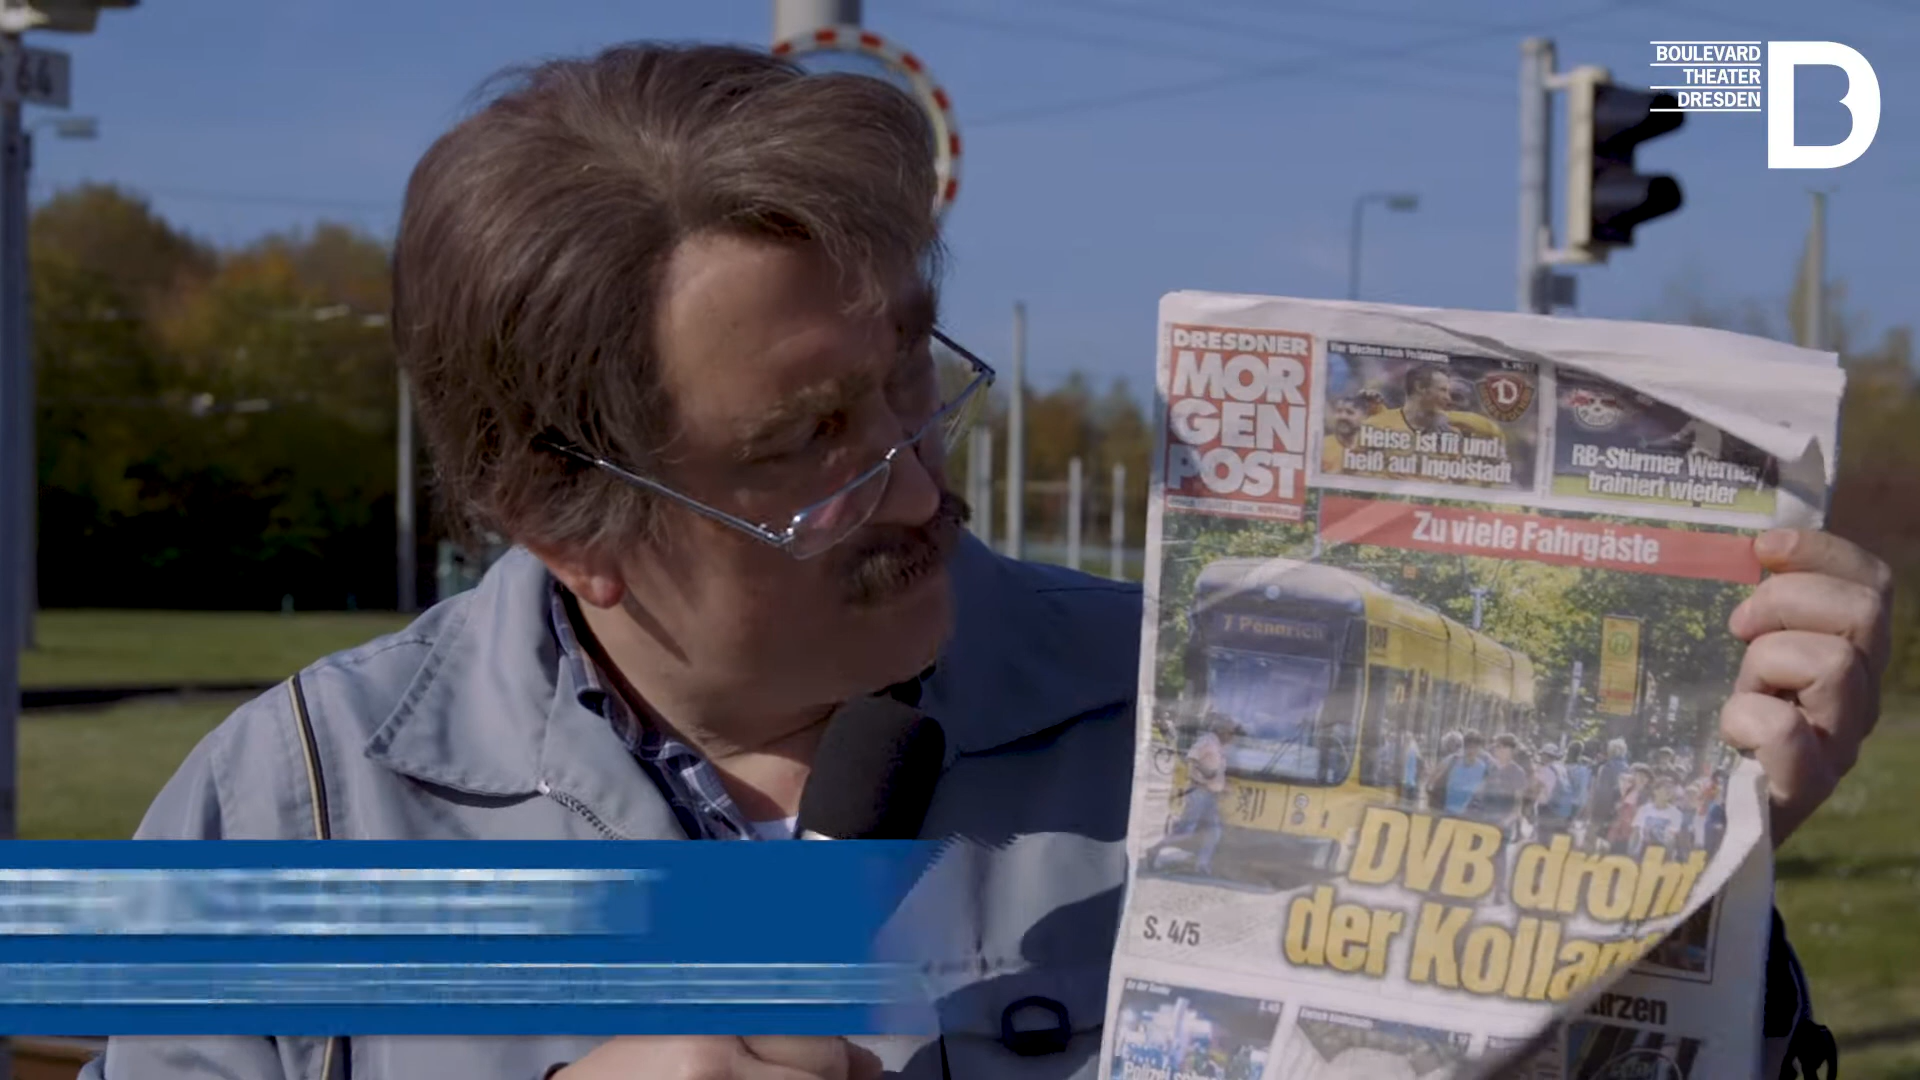 64
BOULEVARD
THEATER
DRESDEN
B
DRESDNER
MOR
GEN
POST
Heise ist fit und
heiß auf Ingolstadt
RB-Stürmer Werner
trainiert wieder
Zu viele Fahrgäste
7 Pennrich
DVB droht
der
S. 4/5